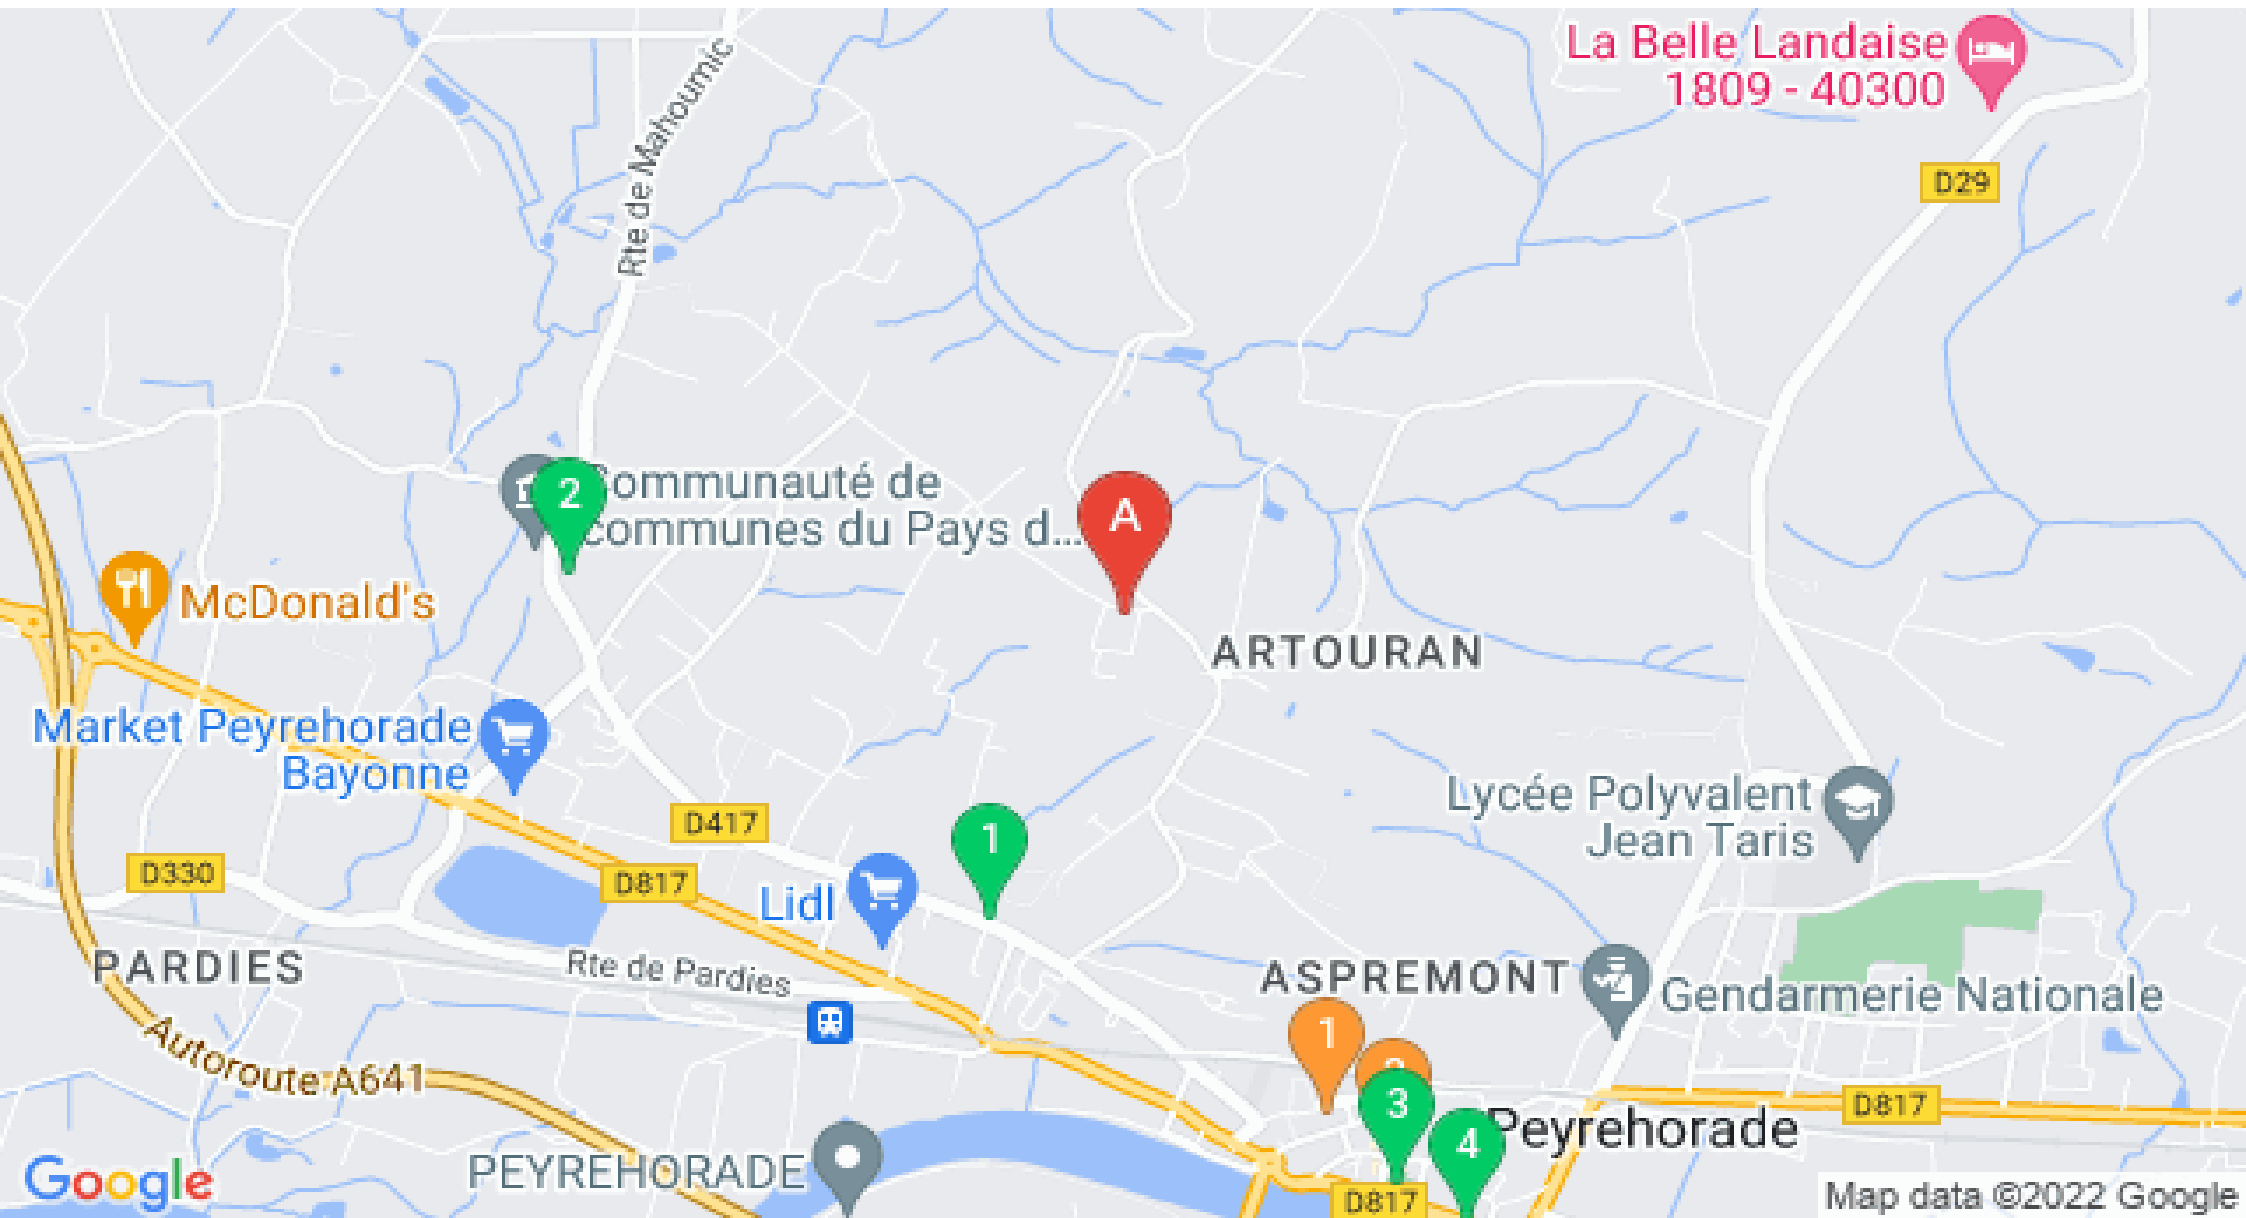 La Belle Landaise
1809 - 40300
D29
Rte de Mahoumic
2
Communauté de
communes du Pays d...
A
McDonald's
ARTOURAN
Market Peyrehorade
Bayonne
Lycée Polyvalent
Jean Taris
D417
1
D330
D817
Lidl
PARDIES
Rte de Pardies
ASPREMONT
Gendarmerie Nationale
1
Autoroute A641
3
D817
Peyrehorade
4
PEYREHORADE
Google
D817
Map data ©2022 Google